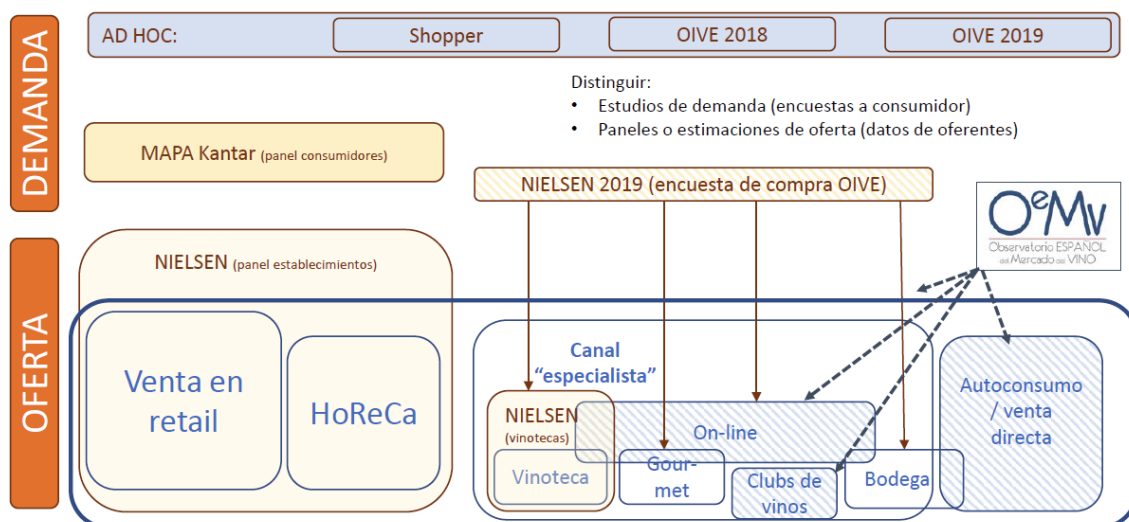 DEMANDA
AD HOC:
Shopper
OIVE 2018
OIVE 2019
Distinguir:
• Estudios de demanda (encuestas a consumidor)
• Paneles o estimaciones de oferta (datos de oferentes)
MAPA Kantar (panel consumidores)
NIELSEN 2019 (encuesta de compra OIVE)
OeMv
Observatorio ESPAÑOL
del Mercado del VINO
OFERTA
NIELSEN (panel establecimientos)
Venta en
retail
HoReCa
Canal
“especialista”
NIELSEN
(vinotecas)
Vinoteca
On-line
Gour-
met
Clubs de
vinos
Bodega
Autoconsumo
/ venta
directa